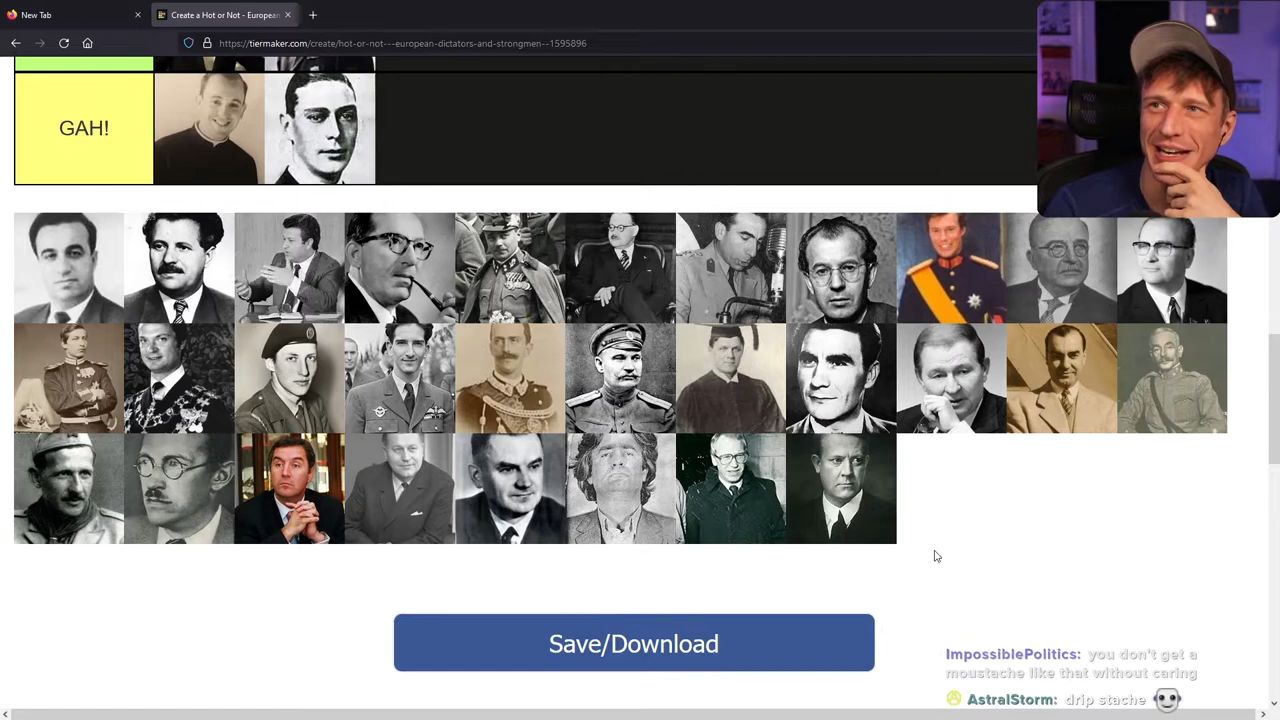 New Tab
Create a Hot or Not - European
https://tiermaker.com/create/hot-or-not---european-dictators-and-strongmen--1595896
GAH!
Save/Download
ImpossiblePolitics: you don't get a
moustache like that without caring
AstralStorm: drip stache